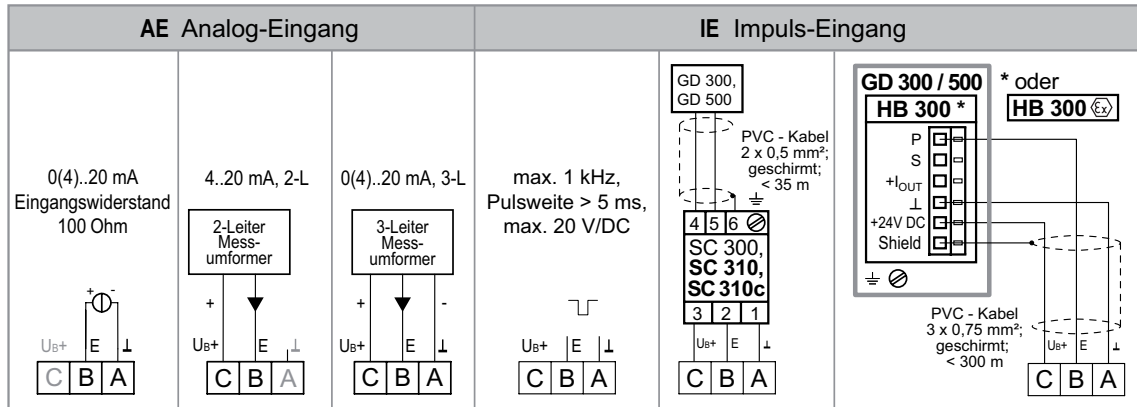 AE Analog-Eingang
IE Impuls-Eingang
0(4)..20 mA
Eingangswiderstand
100 Ohm
+ -
UB+ E ⊥
C B A
4..20 mA, 2-L
2-Leiter
Mess-
umformer
+
UB+ E ⊥
C B A
0(4)..20 mA, 3-L
3-Leiter
Mess-
umformer
+ -
UB+ E ⊥
C B A
max. 1 kHz,
Pulsweite > 5 ms,
max. 20 V/DC
UB+ E ⊥
C B A
GD 300,
GD 500
PVC - Kabel
2 x 0,5 mm²;
geschirmt;
< 35 m
4 5 6
SC 300,
SC 310,
SC 310c
3 2 1
UB+ E ⊥
C B A
GD 300 / 500
HB 300 *
* oder
HB 300 Ex
P
S
+IOUT
⊥
+24V DC
Shield
PVC - Kabel
3 x 0,75 mm²;
geschirmt;
< 300 m
UB+ E ⊥
C B A